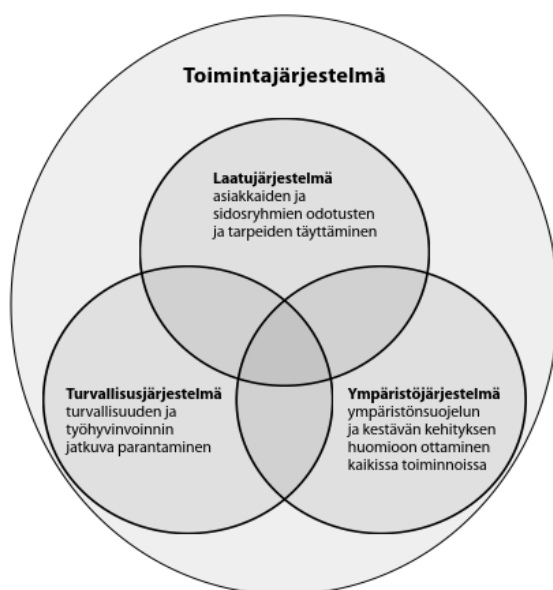 Toimintajärjestelmä
Laatujärjestelmä
asiakkaiden ja
sidosryhmien odotusten
ja tarpeiden täyttäminen
Turvallisusjärjestelmä
turvallisuuden ja
työhyvinvoinnin
jatkuva parantaminen
Ympäristöjärjestelmä
ympäristönsuojelun
ja kestävän kehityksen
huomioon ottaminen
kaikissa toiminnoissa